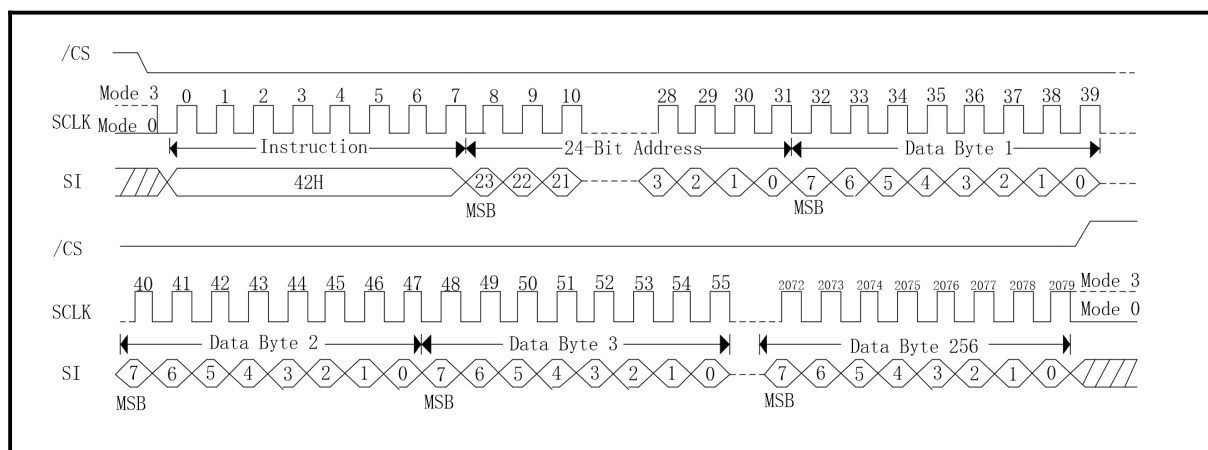 /CS
Mode 3 0 1 2 3 4 5 6 7 8 9 10 28 29 30 31 32 33 34 35 36 37 38 39
SCLK Mode 0
Instruction 24-Bit Address Data Byte 1
SI 42H 23 22 21 3 2 1 0 7 6 5 4 3 2 1 0
MSB MSB
/CS
40 41 42 43 44 45 46 47 48 49 50 51 52 53 54 55 2072 2073 2074 2075 2076 2077 2078 2079 Mode 3
SCLK Mode 0
Data Byte 2 Data Byte 3 Data Byte 256
SI 7 6 5 4 3 2 1 0 7 6 5 4 3 2 1 0 7 6 5 4 3 2 1 0
MSB MSB MSB